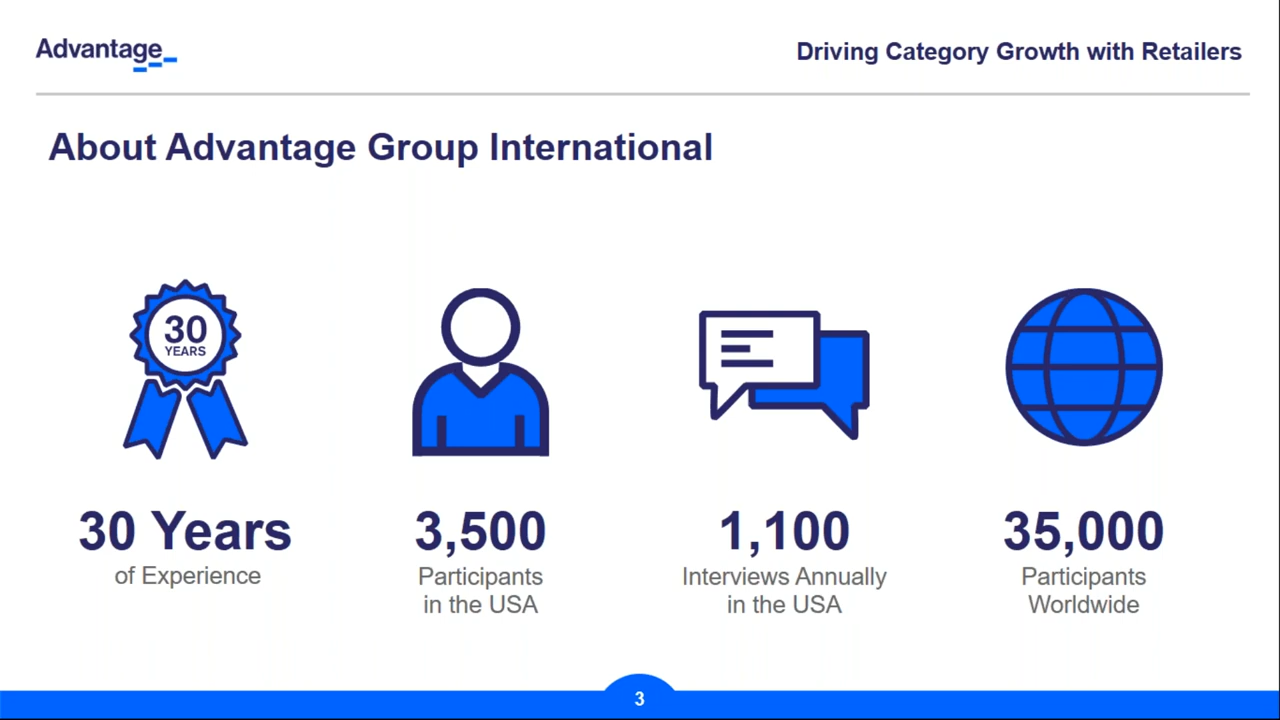 Advantage
Driving Category Growth with Retailers
About Advantage Group International
30
YEARS
30 Years
of Experience
3,500
Participants
in the USA
1,100
Interviews Annually
in the USA
35,000
Participants
Worldwide
3